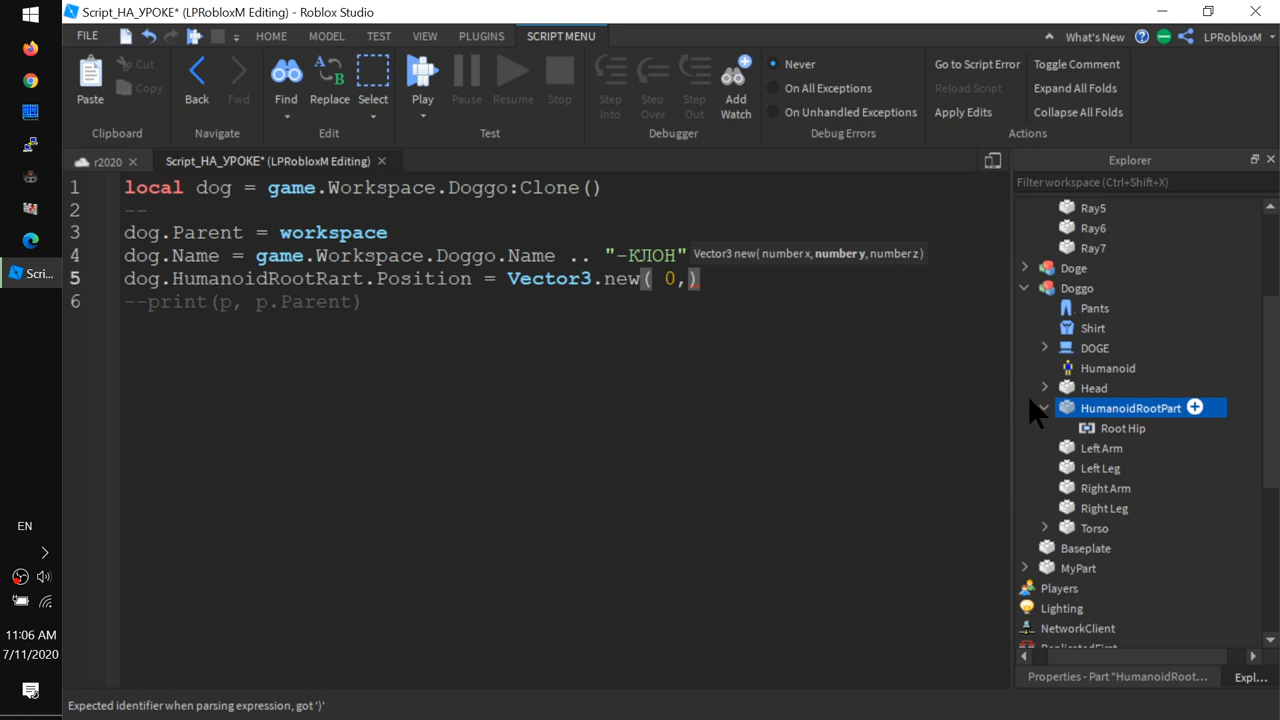 Script_НА_УРОКЕ* (LPRobloxM Editing) - Roblox Studio
FILE HOME MODEL TEST VIEW PLUGINS SCRIPT MENU What's New LPRobloxM
Paste Cut Copy Back Fwd Find Replace Select Play Pause Resume Stop Step Into Step Over Step Out Add Watch
Never
On All Exceptions
On Unhandled Exceptions
Go to Script Error Toggle Comment
Reload Script Expand All Folds
Apply Edits Collapse All Folds
Clipboard Navigate Edit Test Debugger Debug Errors Actions
r2020 Script_НА_УРОКЕ* (LPRobloxM Editing)
1 local dog = game.Workspace.Doggo:Clone()
2 --
3 dog.Parent = workspace
4 dog.Name = game.Workspace.Doggo.Name .. "-КЛОН"
Vector3 new( number x, number y, number z )
5 dog.HumanoidRootRart.Position = Vector3.new( 0,)
6 --print(p, p.Parent)
Explorer
Filter workspace (Ctrl+Shift+X)
Ray5
Ray6
Ray7
Doge
Doggo
Pants
Shirt
DOGE
Humanoid
Head
HumanoidRootPart
Root Hip
Left Arm
Left Leg
Right Arm
Right Leg
Torso
Baseplate
MyPart
Players
Lighting
NetworkClient
ReplicatedFirst
Properties - Part "HumanoidRoot... Expl...
Scri...
EN
11:06 AM
7/11/2020
Expected identifier when parsing expression, got ')'